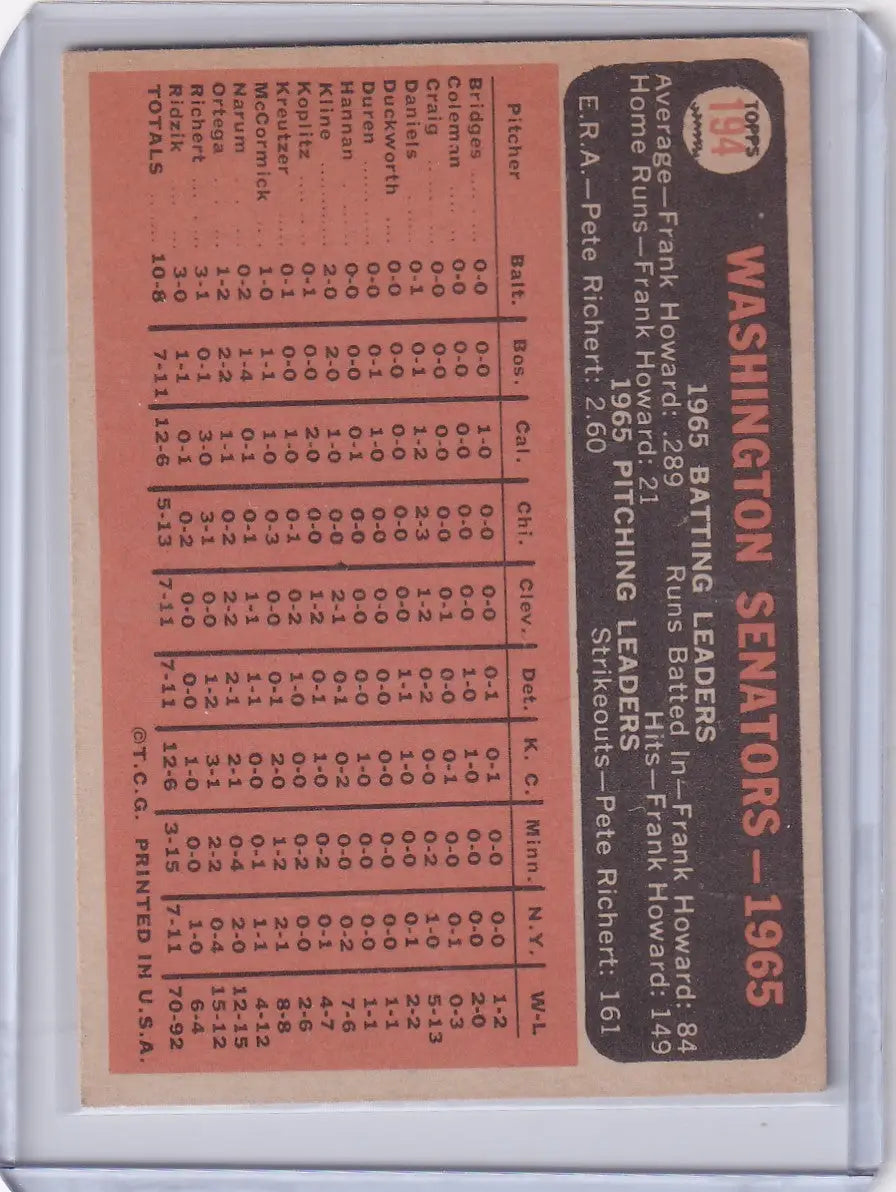 TOPPS
194
WASHINGTON SENATORS—1965
1965 BATTING LEADERS
Average—Frank Howard: .289 Runs Batted In—Frank Howard: 84
Home Runs—Frank Howard: 21 Hits—Frank Howard: 149
1965 PITCHING LEADERS
E.R.A.—Pete Richert: 2.60 Strikeouts—Pete Richert: 161
Pitcher Balt. Bos. Cal. Chi. Clev. Det. K. C. Minn. N.Y. W-L
Bridges 0-0 0-0 1-0 0-0 0-0 0-1 0-1 0-0 0-0 1-2
Coleman 0-0 0-0 0-0 0-0 0-0 1-0 1-0 0-0 0-0 2-0
Craig 0-0 0-0 0-0 0-0 0-1 0-0 0-1 0-0 0-1 0-3
Daniels 0-1 0-1 1-2 2-3 1-2 0-2 0-0 0-2 1-0 5-13
Duckworth 0-0 0-0 0-0 0-0 0-0 1-1 1-0 0-0 0-1 2-2
Duren 0-0 0-1 1-0 0-0 0-0 0-0 0-0 0-0 0-0 1-1
Hannan 0-0 0-0 0-1 0-0 0-0 0-0 1-0 0-0 0-0 1-1
Kline 2-0 2-0 1-0 0-0 2-1 0-1 0-2 0-0 0-2 7-6
Koplitz 0-1 0-0 2-0 0-0 1-2 0-1 1-0 0-2 0-1 4-7
Kreutzer 0-1 0-0 1-0 0-1 0-2 1-0 0-0 0-2 0-0 2-6
McCormick 1-0 1-1 1-0 0-3 0-0 0-1 2-0 1-2 2-1 8-8
Narum 0-2 1-4 0-1 0-1 1-1 1-1 0-0 0-1 1-1 4-12
Ortega 1-2 2-2 1-1 0-2 2-2 2-1 2-1 0-4 2-0 12-15
Richert 3-1 0-1 3-0 3-1 0-0 1-2 3-1 2-2 0-4 15-12
Ridzik 3-0 1-1 0-1 0-2 0-0 0-0 1-0 0-0 1-0 6-4
TOTALS 10-8 7-11 12-6 5-13 7-11 7-11 12-6 3-15 7-11 70-92
©T.C.G. PRINTED IN U.S.A.